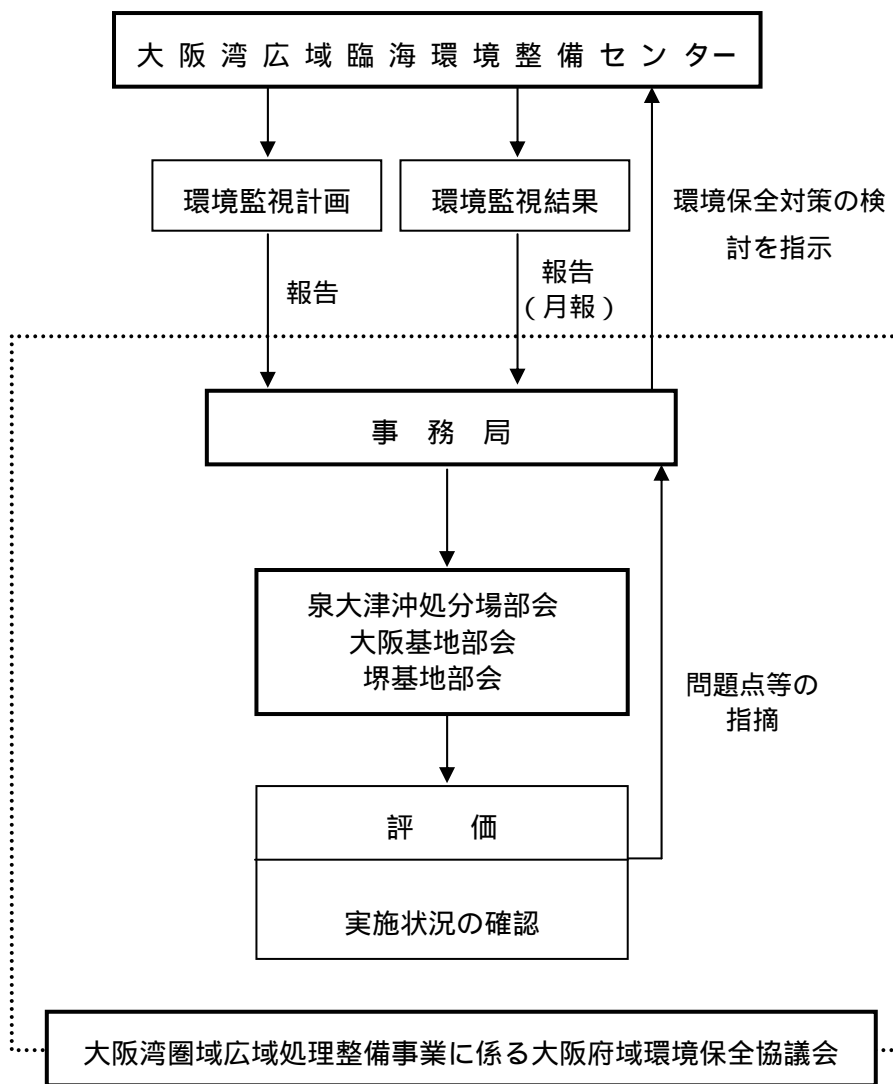 大阪湾広域臨海環境整備センター
環境監視計画
環境監視結果
環境保全対策の検
討を指示
報告
報告
（月報）
事務局
泉大津沖処分場部会
大阪基地部会
堺基地部会
問題点等の
指摘
評価
実施状況の確認
大阪湾圏域広域処理整備事業に係る大阪府域環境保全協議会